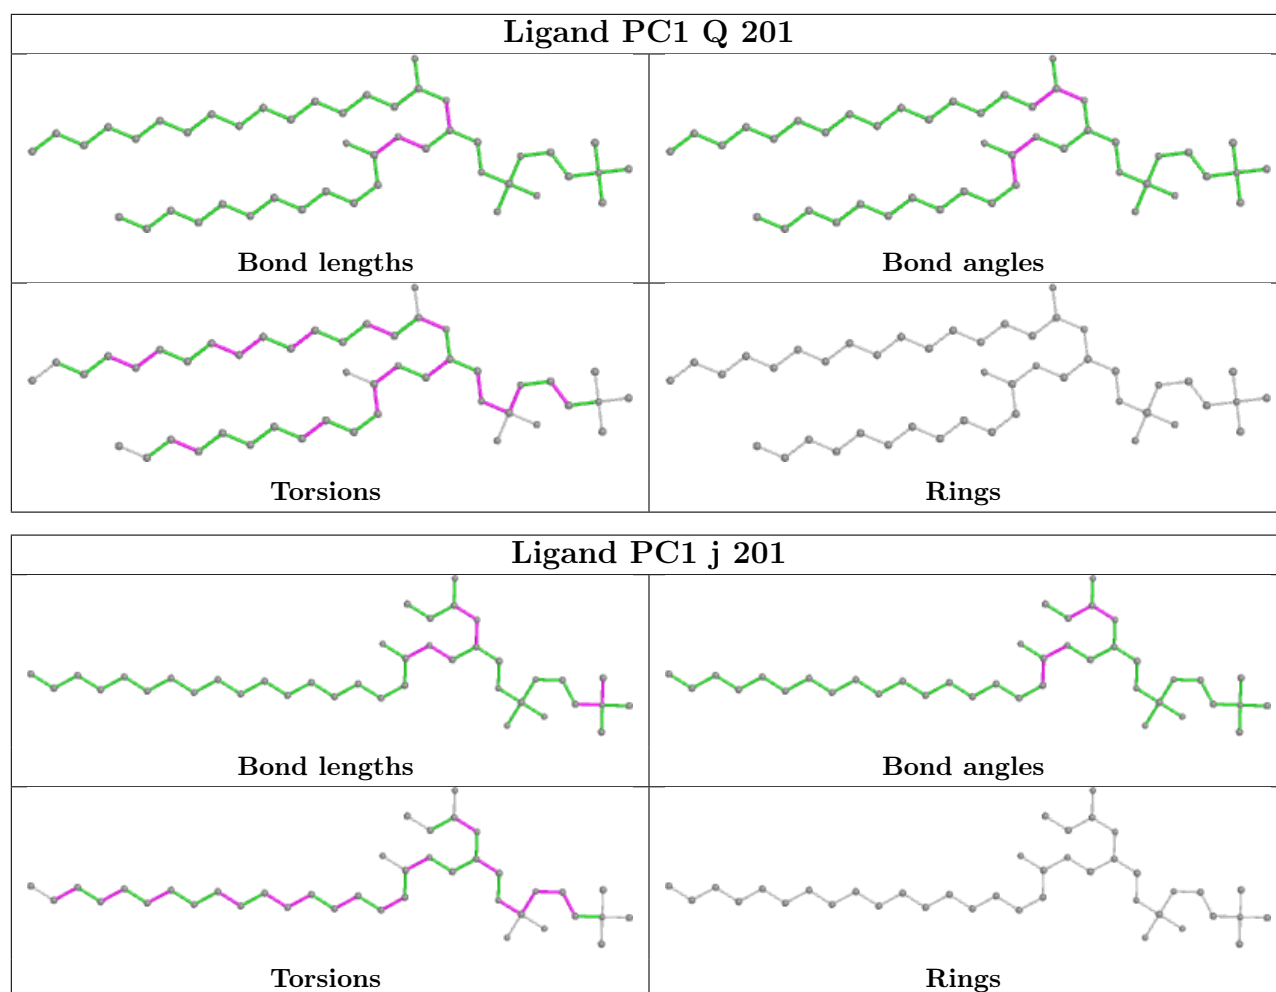 Ligand PC1 Q 201
Bond lengths
Bond angles
Torsions
Rings
Ligand PC1 j 201
Bond lengths
Bond angles
Torsions
Rings